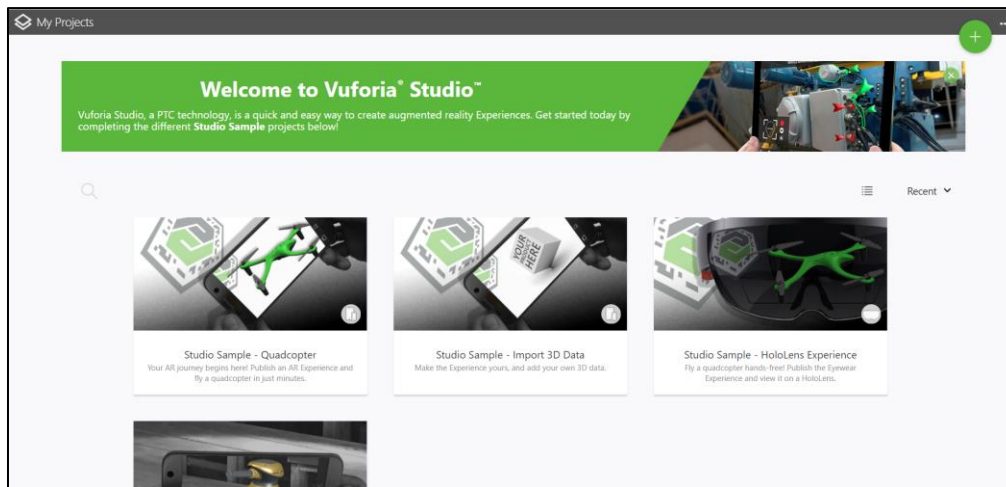 My Projects
Welcome to Vuforia® Studio™
Vuforia Studio, a PTC technology, is a quick and easy way to create augmented reality Experiences. Get started today by
completing the different Studio Sample projects below!
Recent
YOUR
PRODUCT
HERE
Studio Sample - Quadcopter
Your AR journey begins here! Publish an AR Experience and
fly a quadcopter in just minutes.
Studio Sample - Import 3D Data
Make the Experience yours, and add your own 3D data.
Studio Sample - HoloLens Experience
Fly a quadcopter hands-free! Publish the Eyewear
Experience and view it on a HoloLens.